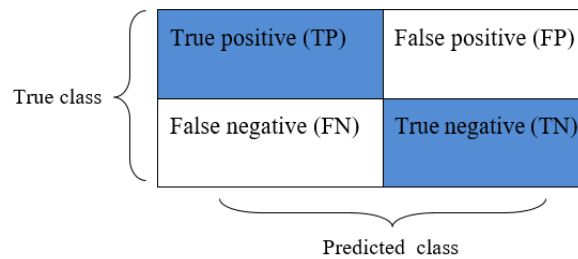 True positive (TP)
False positive (FP)
True class
False negative (FN)
True negative (TN)
Predicted class